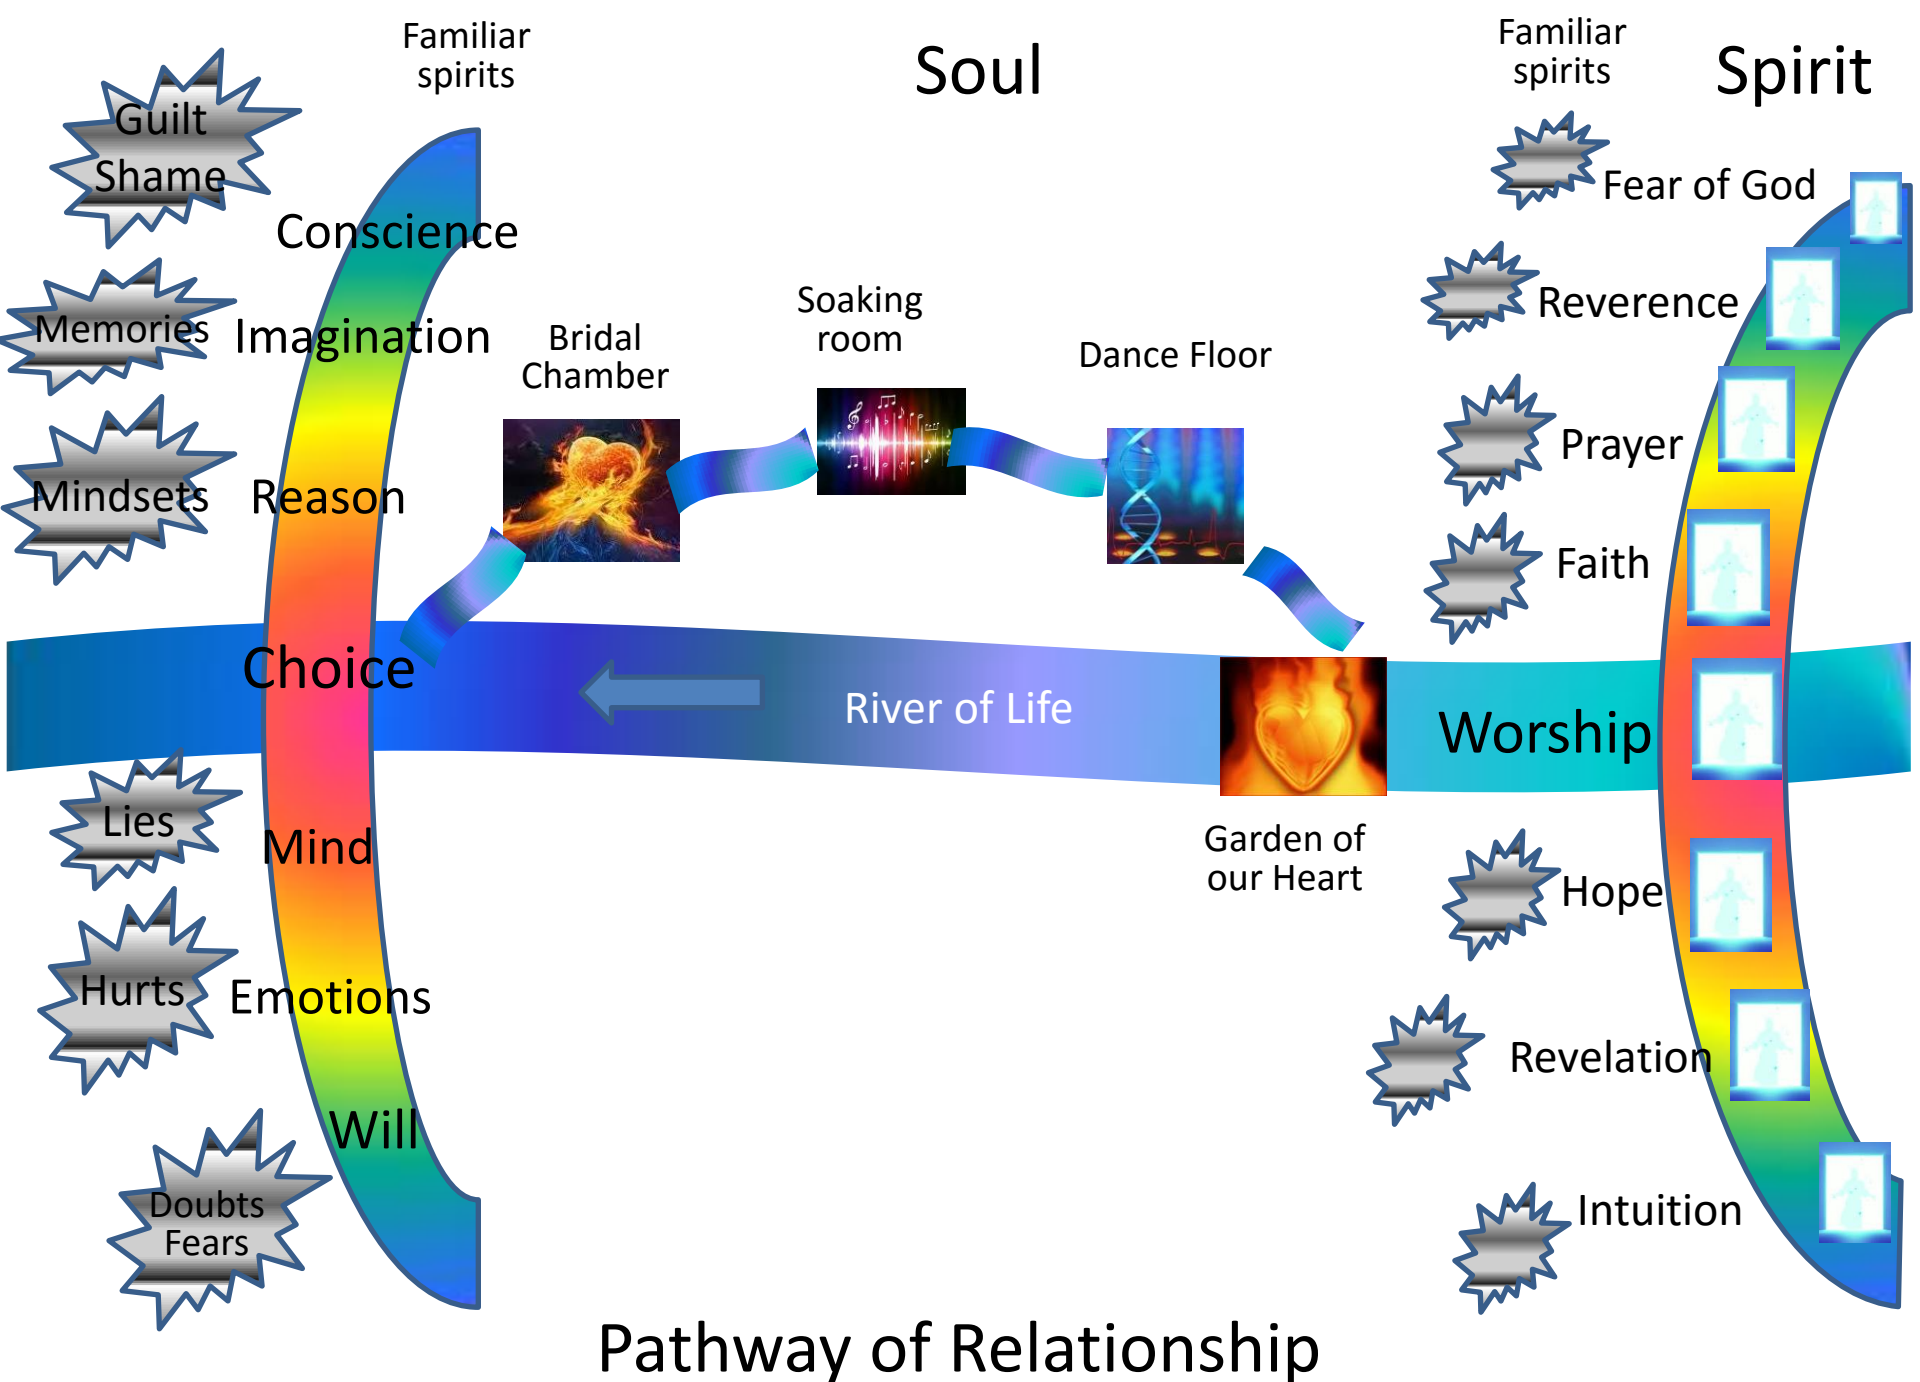 Familiar
spirits
Soul
Familiar
spirits
Spirit
Guilt
Shame
Conscience
Memories
Imagination
Mindsets
Reason
Choice
Lies
Mind
Hurts
Emotions
Doubts
Fears
Will
Bridal
Chamber
Soaking
room
Dance Floor
River of Life
Garden of
our Heart
Fear of God
Reverence
Prayer
Faith
Worship
Hope
Revelation
Intuition
Pathway of Relationship